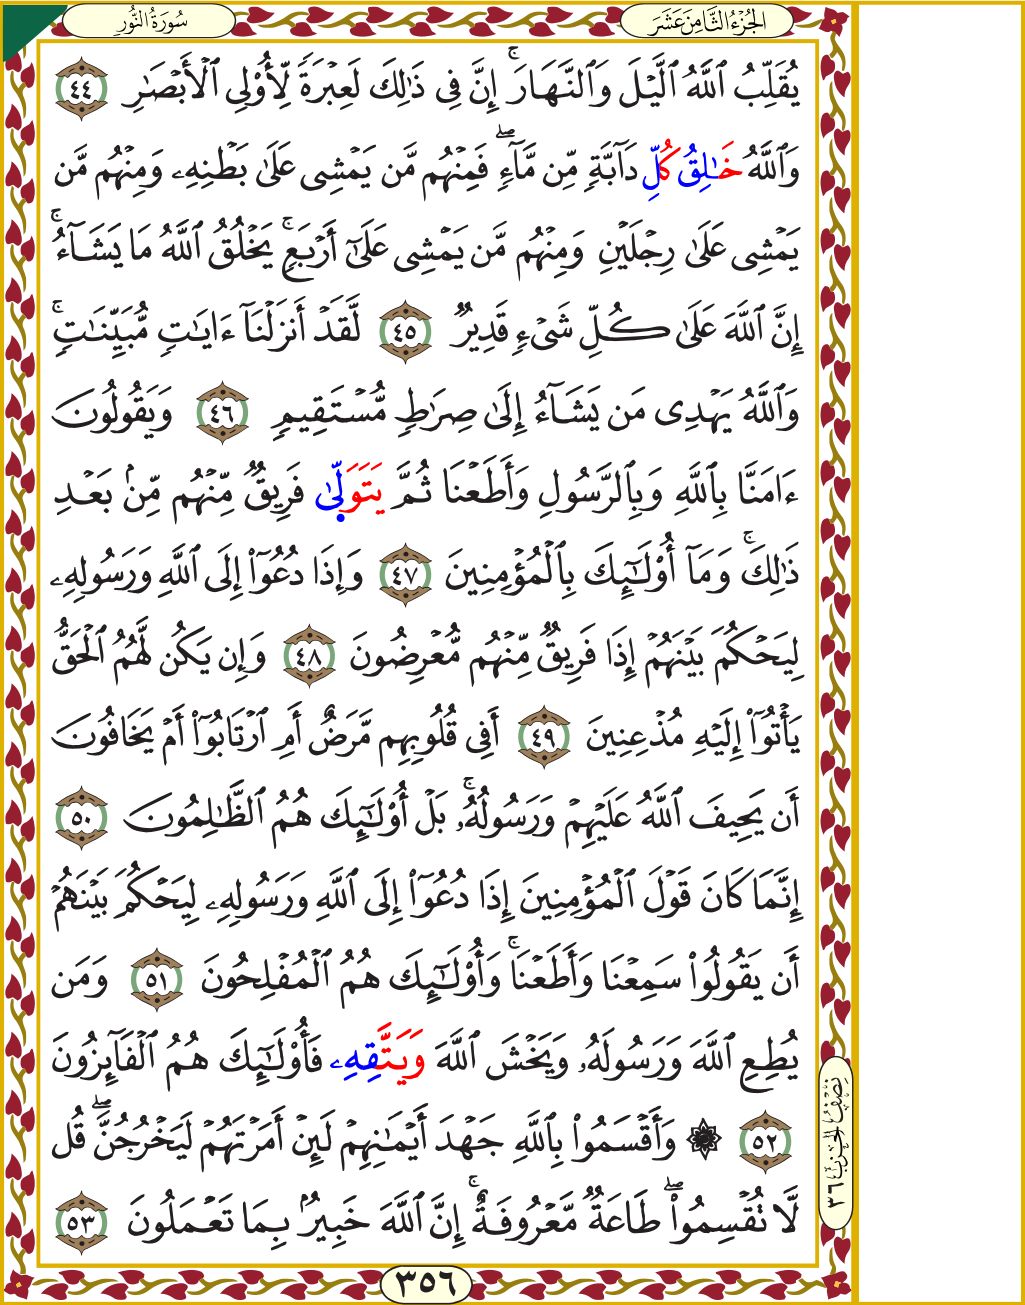 الجُزْءُ الثَّامِنَ عَشَرَ
سُورَةُ النُّورِ
يُقَلِّبُ ٱللَّهُ ٱلَّيْلَ وَٱلنَّهَارَۚ إِنَّ فِى ذَٰلِكَ لَعِبْرَةً لِّأُو۟لِى ٱلْأَبْصَٰرِ ٤٤
وَٱللَّهُ خَٰلِقُ كُلِّ دَآبَّةٍ مِّن مَّآءٍۖ فَمِنْهُم مَّن يَمْشِى عَلَىٰ بَطْنِهِۦ وَمِنْهُم مَّن
يَمْشِى عَلَىٰ رِجْلَيْنِ وَمِنْهُم مَّن يَمْشِى عَلَىٰٓ أَرْبَعٍۚ يَخْلُقُ ٱللَّهُ مَا يَشَآءُۚ
إِنَّ ٱللَّهَ عَلَىٰ كُلِّ شَىْءٍ قَدِيرٌ ٤٥ لَّقَدْ أَنزَلْنَآ ءَايَٰتٍ مُّبَيِّنَٰتٍۚ
وَٱللَّهُ يَهْدِى مَن يَشَآءُ إِلَىٰ صِرَٰطٍ مُّسْتَقِيمٍ ٤٦ وَيَقُولُونَ
ءَامَنَّا بِٱللَّهِ وَبِٱلرَّسُولِ وَأَطَعْنَا ثُمَّ يَتَوَلَّىٰ فَرِيقٌ مِّنْهُم مِّنۢ بَعْدِ
ذَٰلِكَۚ وَمَآ أُو۟لَٰٓئِكَ بِٱلْمُؤْمِنِينَ ٤٧ وَإِذَا دُعُوٓا۟ إِلَى ٱللَّهِ وَرَسُولِهِۦ
لِيَحْكُمَ بَيْنَهُمْ إِذَا فَرِيقٌ مِّنْهُم مُّعْرِضُونَ ٤٨ وَإِن يَكُن لَّهُمُ ٱلْحَقُّ
يَأْتُوٓا۟ إِلَيْهِ مُذْعِنِينَ ٤٩ أَفِى قُلُوبِهِم مَّرَضٌ أَمِ ٱرْتَابُوٓا۟ أَمْ يَخَافُونَ
أَن يَحِيفَ ٱللَّهُ عَلَيْهِمْ وَرَسُولُهُۥۚ بَلْ أُو۟لَٰٓئِكَ هُمُ ٱلظَّٰلِمُونَ ٥٠
إِنَّمَا كَانَ قَوْلَ ٱلْمُؤْمِنِينَ إِذَا دُعُوٓا۟ إِلَى ٱللَّهِ وَرَسُولِهِۦ لِيَحْكُمَ بَيْنَهُمْ
أَن يَقُولُوا۟ سَمِعْنَا وَأَطَعْنَاۚ وَأُو۟لَٰٓئِكَ هُمُ ٱلْمُفْلِحُونَ ٥١ وَمَن
يُطِعِ ٱللَّهَ وَرَسُولَهُۥ وَيَخْشَ ٱللَّهَ وَيَتَّقِهِۦ فَأُو۟لَٰٓئِكَ هُمُ ٱلْفَآئِزُونَ
٥٢ ۞ وَأَقْسَمُوا۟ بِٱللَّهِ جَهْدَ أَيْمَٰنِهِمْ لَئِنْ أَمَرْتَهُمْ لَيَخْرُجُنَّۖ قُل
لَّا تُقْسِمُوا۟ۖ طَاعَةٌ مَّعْرُوفَةٌۚ إِنَّ ٱللَّهَ خَبِيرٌۢ بِمَا تَعْمَلُونَ ٥٣
نِصْفُ الحِزْبِ ٣٦
٣٥٦